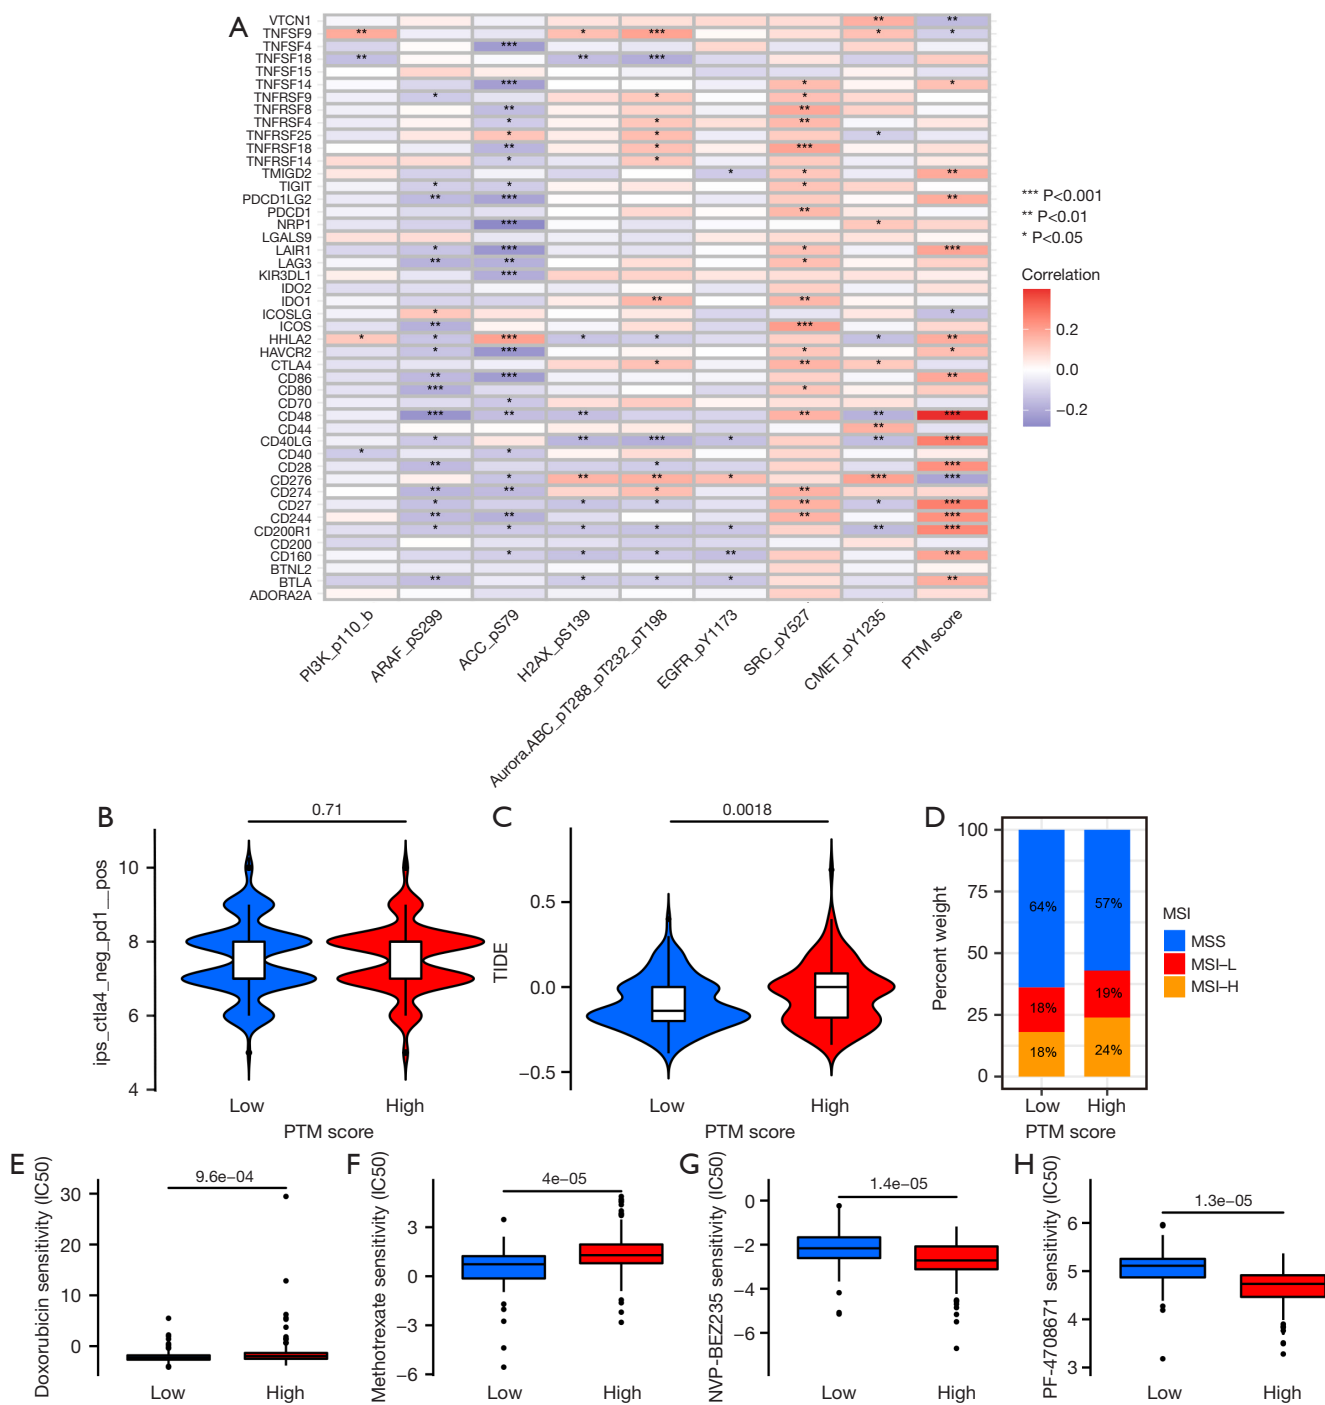 A
VTCN1 ** **
TNFSF9 ** * *** * *
TNFSF4 ***
TNFSF18 ** ** ***
TNFSF15
TNFSF14 *** * *
TNFRSF9 * * *
TNFRSF8 ** **
TNFRSF4 * * **
TNFRSF25 * * *
TNFRSF18 ** * ***
TNFRSF14 * *
TMIGD2 * * **
TIGIT * * *
PDCD1LG2 ** *** **
PDCD1 **
NRP1 *** *
LGALS9
LAIR1 * *** * ***
LAG3 ** ** *
KIR3DL1 ***
IDO2
IDO1 ** **
ICOSLG * *
ICOS ** ***
HHLA2 * * *** * * * **
HAVCR2 * *** * *
CTLA4 * ** *
CD86 ** *** **
CD80 *** *
CD70 *
CD48 *** ** ** ** ** ***
CD44 **
CD40LG * ** *** * ** ***
CD40 * *
CD28 ** * ***
CD276 * ** ** * *** ***
CD274 ** ** * **
CD27 * * * ** * ***
CD244 ** ** ** ***
CD200R1 * * * * * ** ***
CD200
CD160 * * * ** ***
BTNL2
BTLA ** * * * **
ADORA2A
PI3K_p110_b
ARAF_pS299
ACC_pS79
H2AX_pS139
Aurora.ABC_pT288_pT232_pT198
EGFR_pY1173
SRC_pY527
CMET_pY1235
PTM score
*** P<0.001
** P<0.01
* P<0.05
Correlation
0.2
0.0
−0.2
B
0.71
ips_ctla4_neg_pd1__pos
10
8
6
4
Low High
PTM score
C
0.0018
TIDE
0.5
0.0
−0.5
Low High
PTM score
D
Percent weight
100
75
50
25
0
64% 57%
18% 19%
18% 24%
Low High
PTM score
MSI
MSS
MSI−L
MSI−H
E
9.6e−04
Doxorubicin sensitivity (IC50)
30
20
10
0
Low High
F
4e−05
Methotrexate sensitivity (IC50)
3
0
−3
−6
Low High
G
1.4e−05
NVP-BEZ235 sensitivity (IC50)
0
−2
−4
−6
Low High
H
1.3e−05
PF-4708671 sensitivity (IC50)
6
5
4
3
Low High